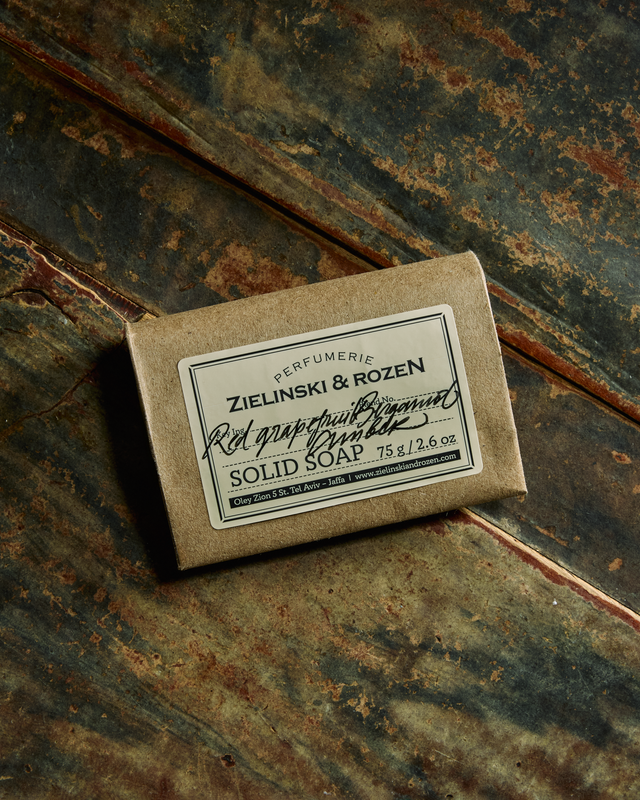 PERFUMERIE
ZIELINSKI & ROZEN
Red grapefruit, Bergamot
Amber
SOLID SOAP 75 g / 2.6 oz
Oley Zion 5 St. Tel Aviv – Jaffa | www.zielinskiandrozen.com